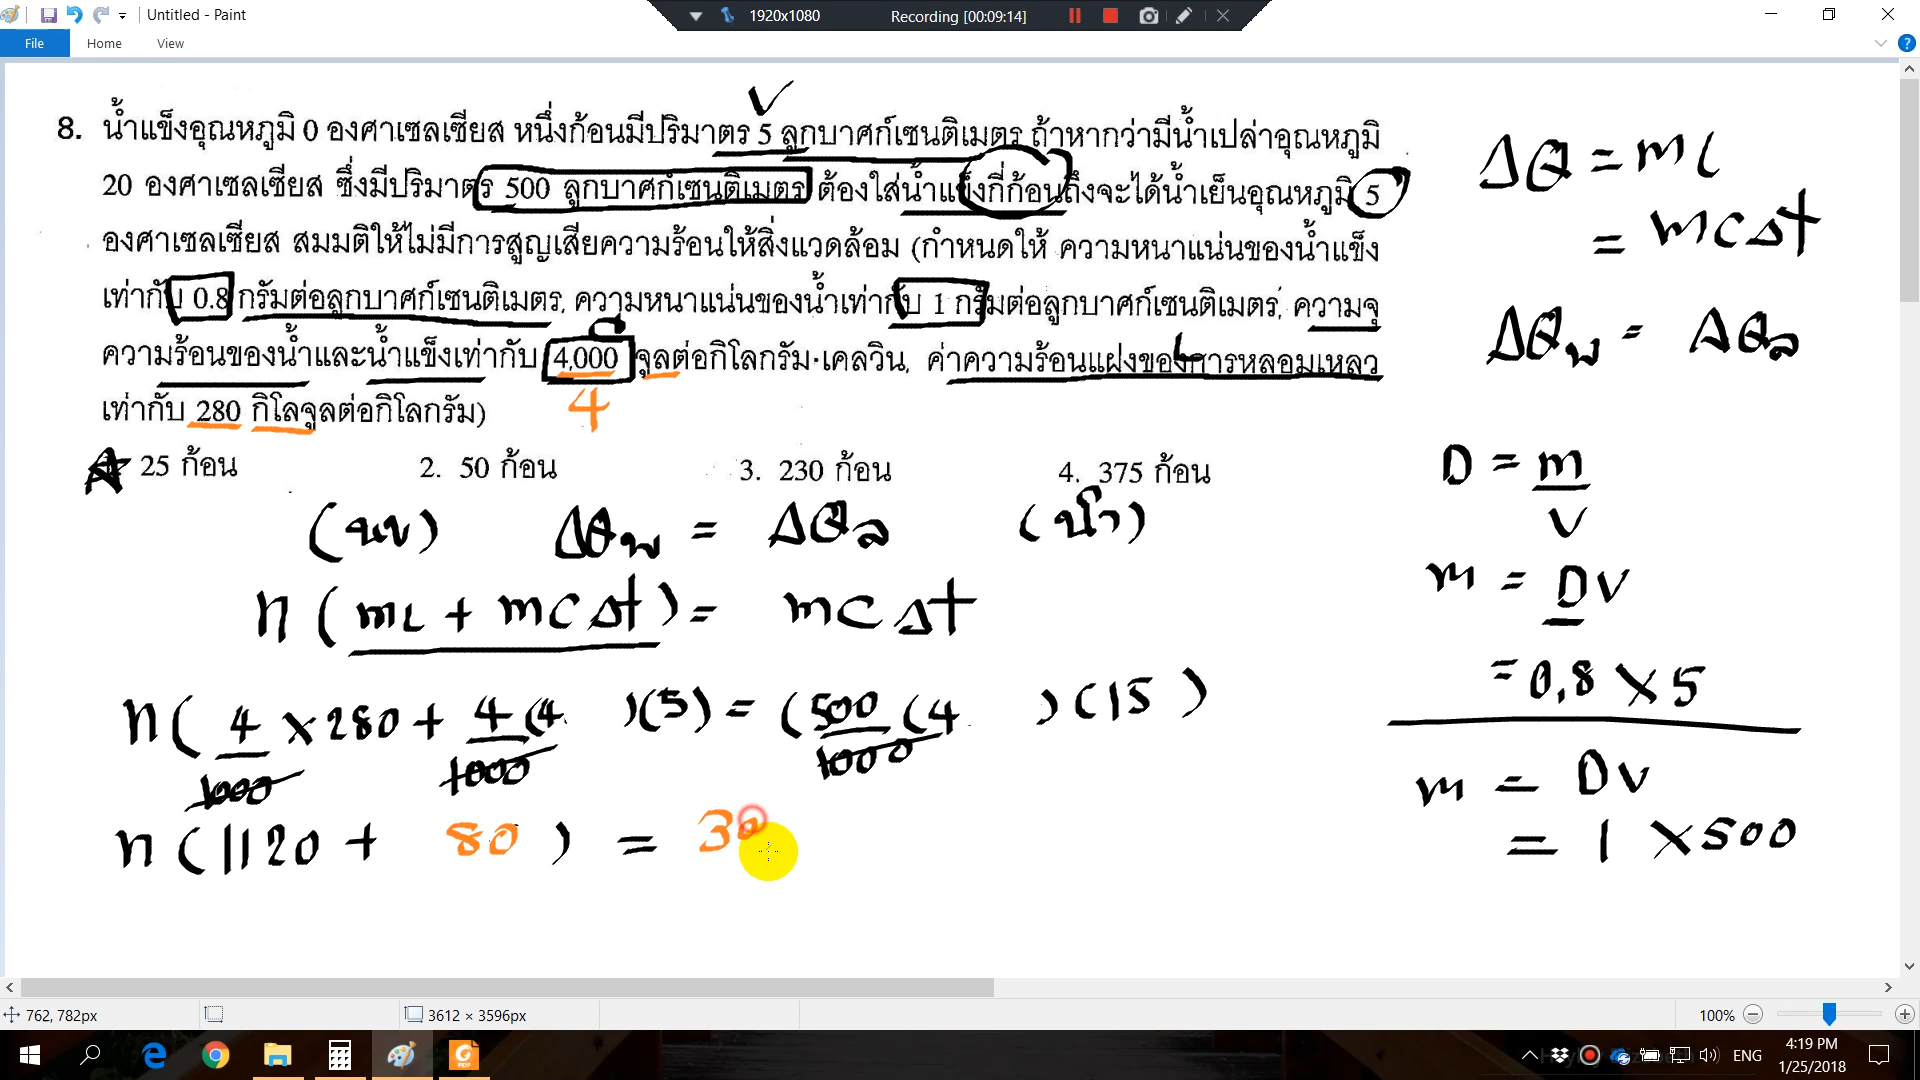 Untitled - Paint
1920x1080
Recording [00:09:14]
File Home View
V
8. น้ำแข็งอุณหภูมิ 0 องศาเซลเซียส หนึ่งก้อนมีปริมาตร 5 ลูกบาศก์เซนติเมตร ถ้าหากว่ามีน้ำเปล่าอุณหภูมิ
20 องศาเซลเซียส ซึ่งมีปริมาตร 500 ลูกบาศก์เซนติเมตร ต้องใส่น้ำแข็งกี่ก้อนถึงจะได้น้ำเย็นอุณหภูมิ 5
องศาเซลเซียส สมมติให้ไม่มีการสูญเสียความร้อนให้สิ่งแวดล้อม (กำหนดให้ ความหนาแน่นของน้ำแข็ง
เท่ากับ 0.8 กรัมต่อลูกบาศก์เซนติเมตร, ความหนาแน่นของน้ำเท่ากับ 1 กรัมต่อลูกบาศก์เซนติเมตร, ความจุ
ความร้อนของน้ำและน้ำแข็งเท่ากับ 4,000 จูลต่อกิโลกรัม·เคลวิน, ค่าความร้อนแฝงของการหลอมเหลว
เท่ากับ 280 กิโลจูลต่อกิโลกรัม)
4
25 ก้อน 2. 50 ก้อน 3. 230 ก้อน 4. 375 ก้อน
ΔQ = mL
= mcΔt
ΔQพ = ΔQล
D = m
V
m = DV
= 0.8 × 5
m = DV
= 1 × 500
(นข) ΔQพ = ΔQล (น้ำ)
n ( mL + mcΔt ) = mcΔt
n ( 4 × 280 + 4 (4 )(5) = (500 (4 ) (15 )
1000 1000 1000
n ( 1120 + 80 ) = 30
762, 782px
3612 × 3596px
100%
ENG
4:19 PM
1/25/2018